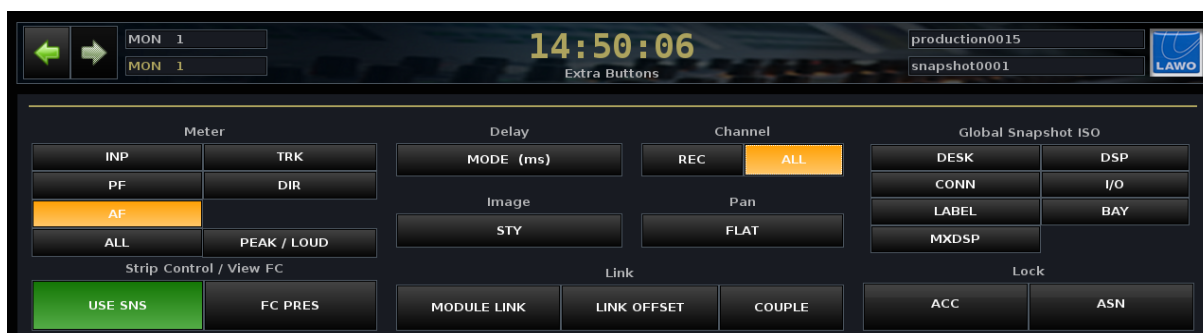 MON 1
MON 1
14:50:06
Extra Buttons
production0015
snapshot0001
LAWO
Meter
INP TRK
PF DIR
AF
ALL PEAK / LOUD
Delay
MODE (ms)
Channel
REC ALL
Image
STY
Pan
FLAT
Global Snapshot ISO
DESK DSP
CONN I/O
LABEL BAY
MXDSP
Strip Control / View FC
USE SNS FC PRES
Link
MODULE LINK LINK OFFSET COUPLE
Lock
ACC ASN